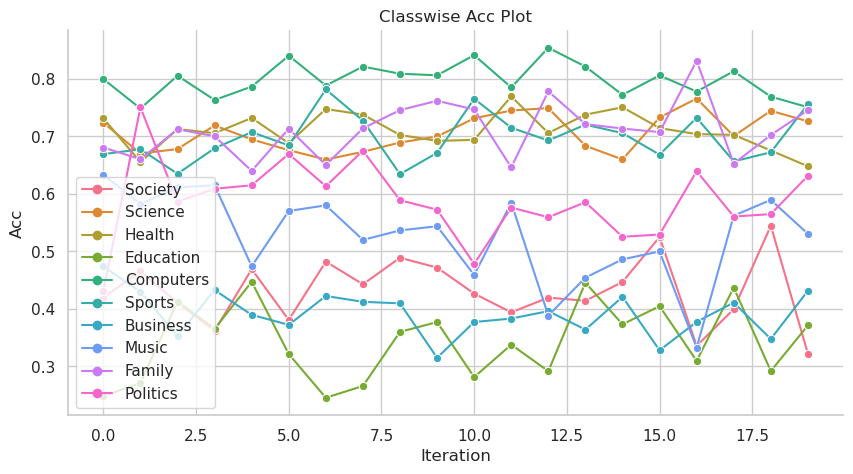 Classwise Acc Plot
Acc
0.8
0.7
0.6
0.5
0.4
0.3
Society
Science
Health
Education
Computers
Sports
Business
Music
Family
Politics
0.0 2.5 5.0 7.5 10.0 12.5 15.0 17.5
Iteration